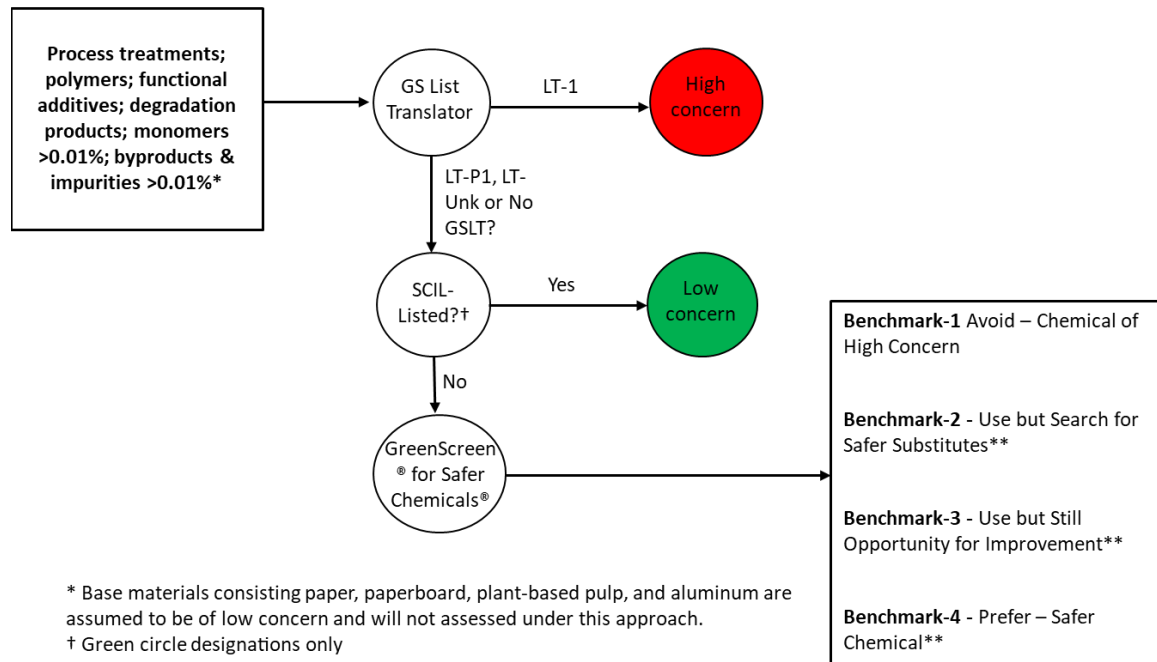 Process treatments;
polymers; functional
additives; degradation
products; monomers
>0.01%; byproducts &
impurities >0.01%*
GS List
Translator
LT-1
High
concern
LT-P1, LT-
Unk or No
GSLT?
SCIL-
Listed?†
Yes
Low
concern
No
GreenScreen
® for Safer
Chemicals®
Benchmark-1 Avoid – Chemical of
High Concern
Benchmark-2 - Use but Search for
Safer Substitutes**
Benchmark-3 - Use but Still
Opportunity for Improvement**
Benchmark-4 - Prefer – Safer
Chemical**
* Base materials consisting paper, paperboard, plant-based pulp, and aluminum are
assumed to be of low concern and will not assessed under this approach.
† Green circle designations only